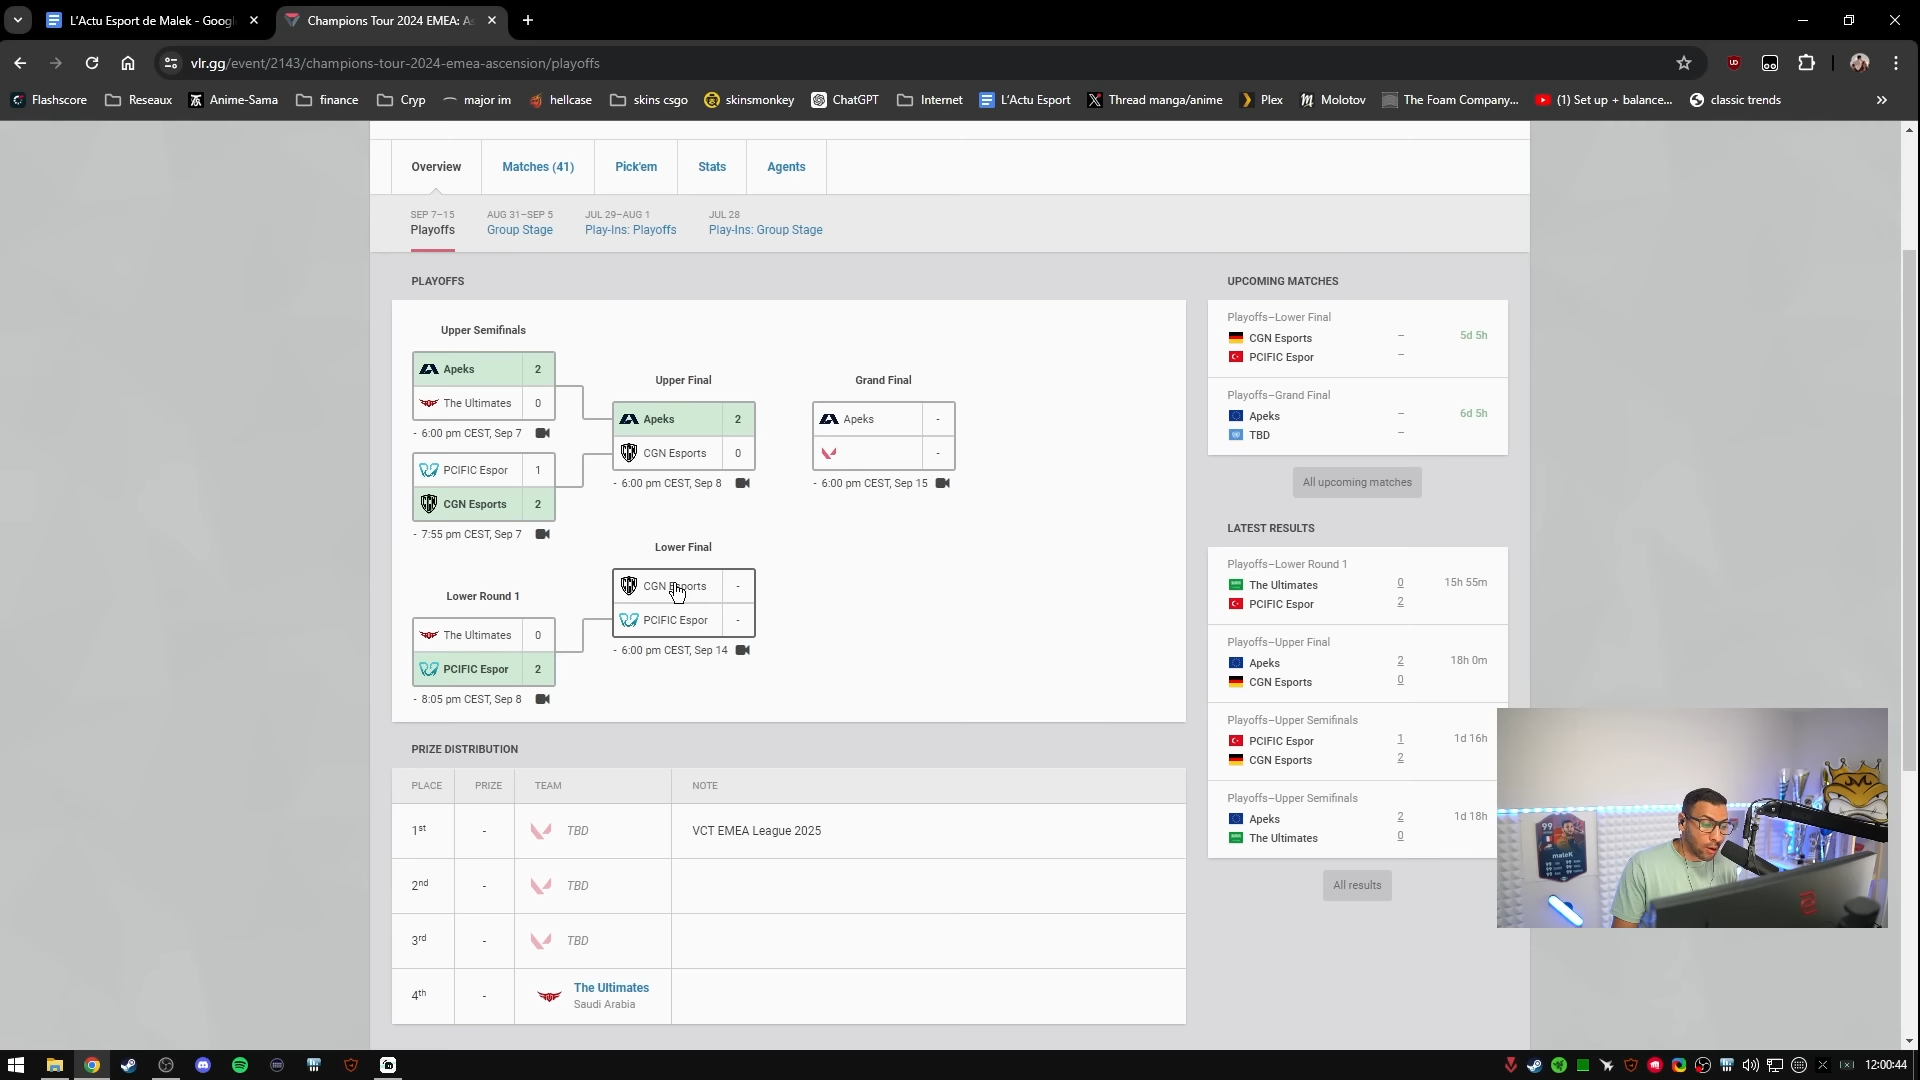 L'Actu Esport de Malek - Googl
Champions Tour 2024 EMEA: As
vlr.gg/event/2143/champions-tour-2024-emea-ascension/playoffs
Flashscore
Reseaux
Anime-Sama
finance
Cryp
major im
hellcase
skins csgo
skinsmonkey
ChatGPT
Internet
L'Actu Esport
Thread manga/anime
Plex
Molotov
The Foam Company...
(1) Set up + balance...
classic trends
Overview
Matches (41)
Pick'em
Stats
Agents
SEP 7–15
Playoffs
AUG 31–SEP 5
Group Stage
JUL 29–AUG 1
Play-Ins: Playoffs
JUL 28
Play-Ins: Group Stage
PLAYOFFS
Upper Semifinals
Apeks 2
The Ultimates 0
- 6:00 pm CEST, Sep 7
PCIFIC Espor 1
CGN Esports 2
- 7:55 pm CEST, Sep 7
Upper Final
Apeks 2
CGN Esports 0
- 6:00 pm CEST, Sep 8
Grand Final
Apeks -
-
- 6:00 pm CEST, Sep 15
Lower Round 1
The Ultimates 0
PCIFIC Espor 2
- 8:05 pm CEST, Sep 8
Lower Final
CGN Esports -
PCIFIC Espor -
- 6:00 pm CEST, Sep 14
PRIZE DISTRIBUTION
PLACE PRIZE TEAM NOTE
1st - TBD VCT EMEA League 2025
2nd - TBD
3rd - TBD
4th - The Ultimates
Saudi Arabia
UPCOMING MATCHES
Playoffs–Lower Final
CGN Esports – 5d 5h
PCIFIC Espor –
Playoffs–Grand Final
Apeks – 6d 5h
TBD –
All upcoming matches
LATEST RESULTS
Playoffs–Lower Round 1
The Ultimates 0 15h 55m
PCIFIC Espor 2
Playoffs–Upper Final
Apeks 2 18h 0m
CGN Esports 0
Playoffs–Upper Semifinals
PCIFIC Espor 1 1d 16h
CGN Esports 2
Playoffs–Upper Semifinals
Apeks 2 1d 18h
The Ultimates 0
All results
99
maleK
12:00:44